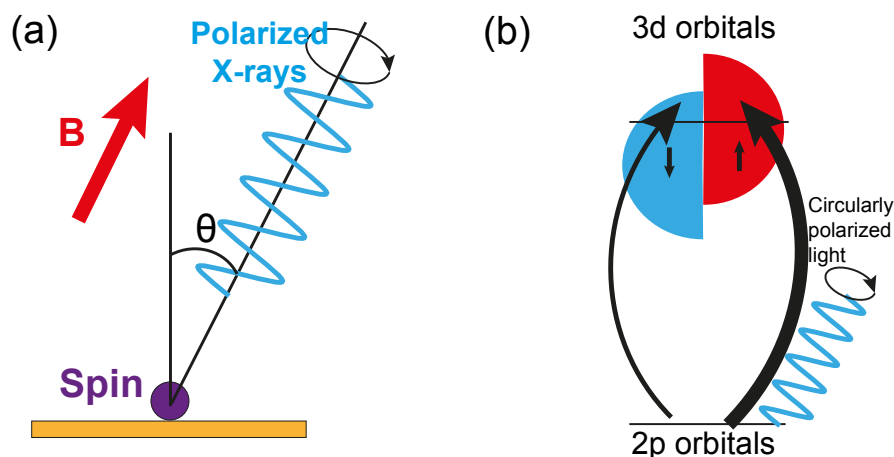 (a)
Polarized
X-rays
B
θ
Spin
(b)
3d orbitals
Circularly
polarized
light
2p orbitals